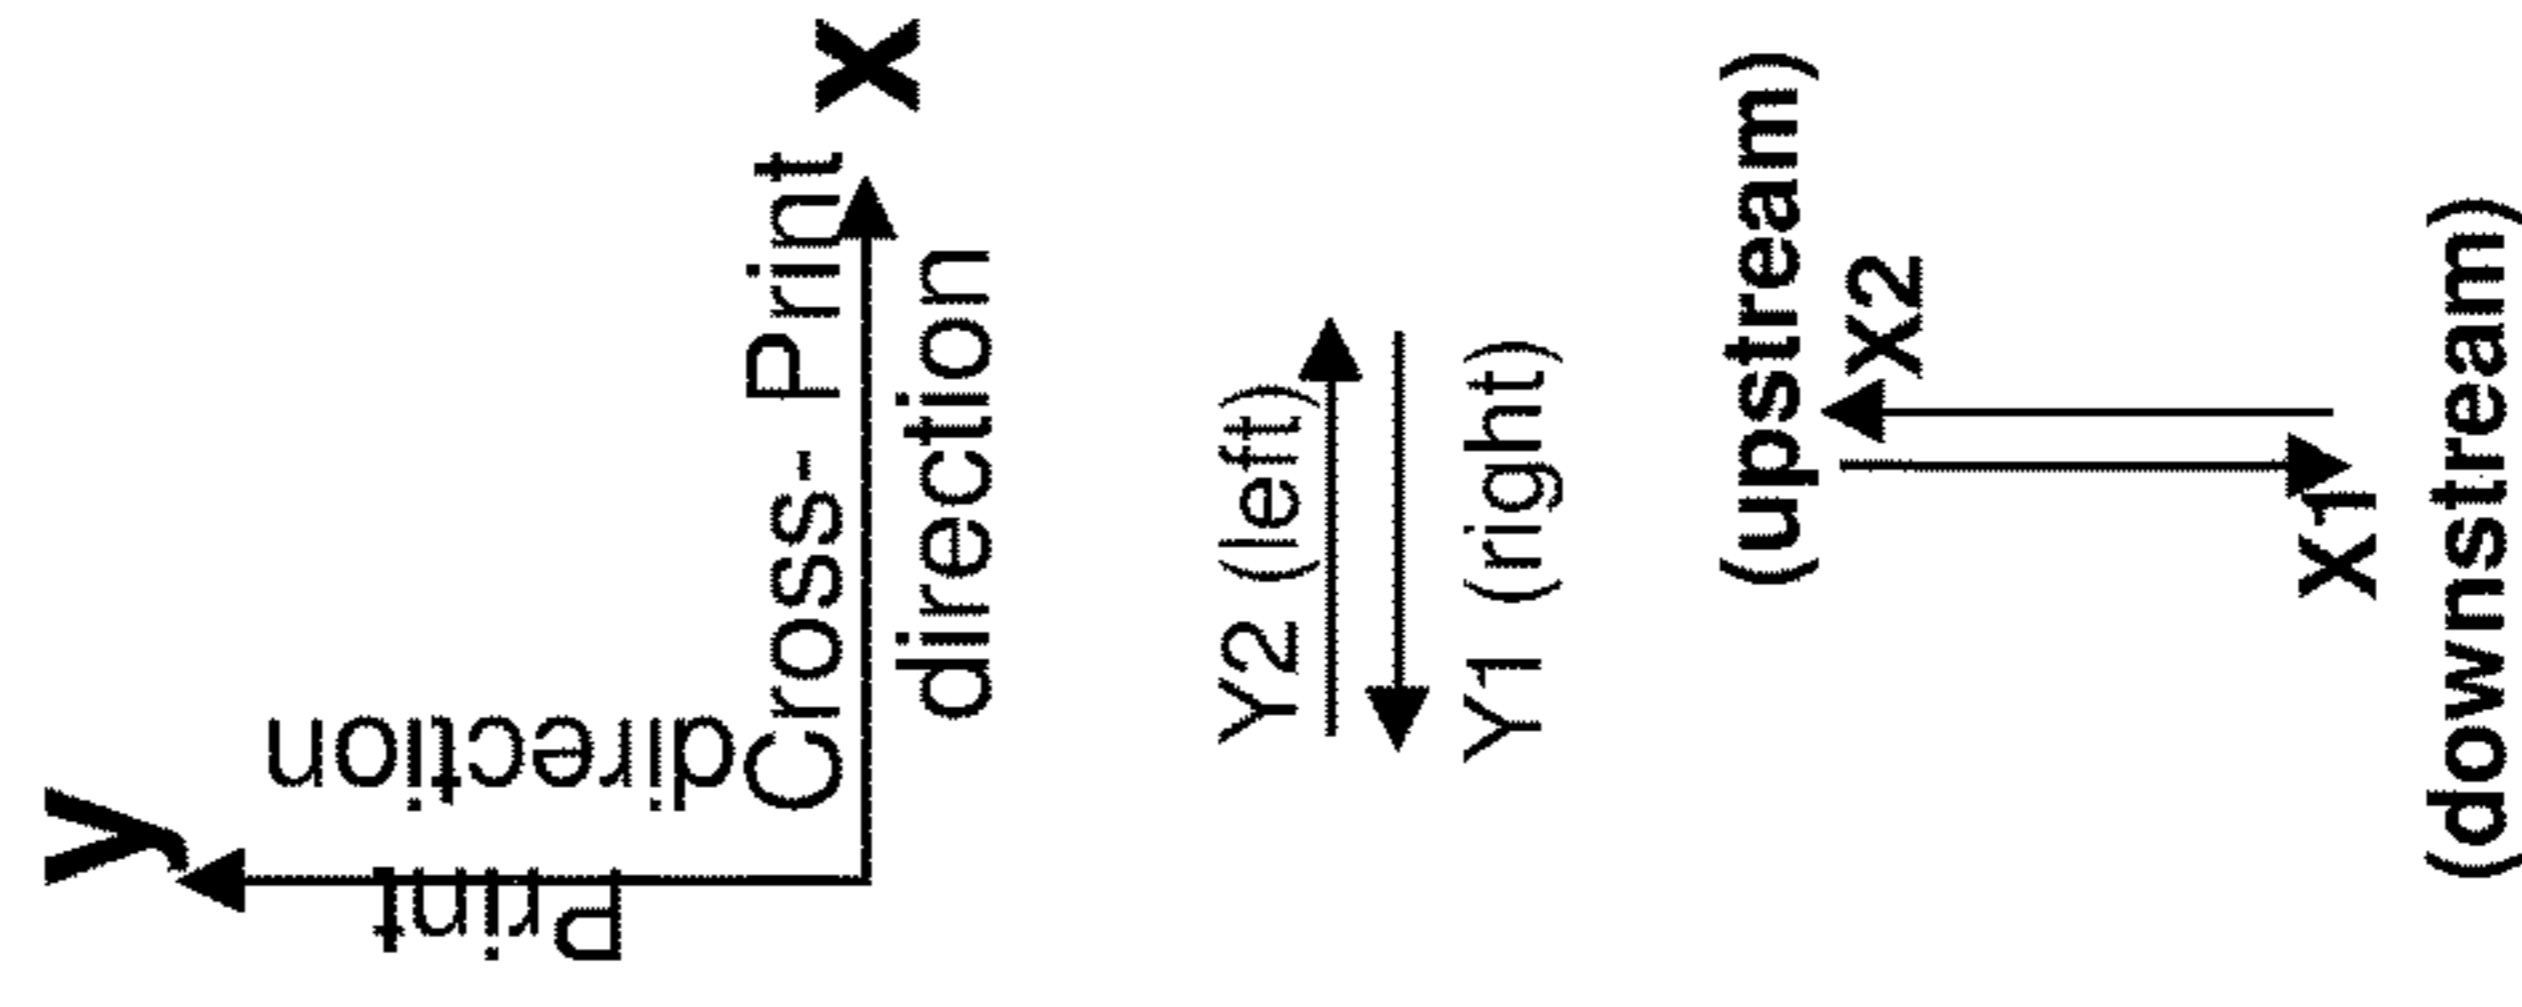 y
Print
direction
Cross- Print
direction
x
Y2 (left)
Y1 (right)
(upstream)
X2
X1
(downstream)